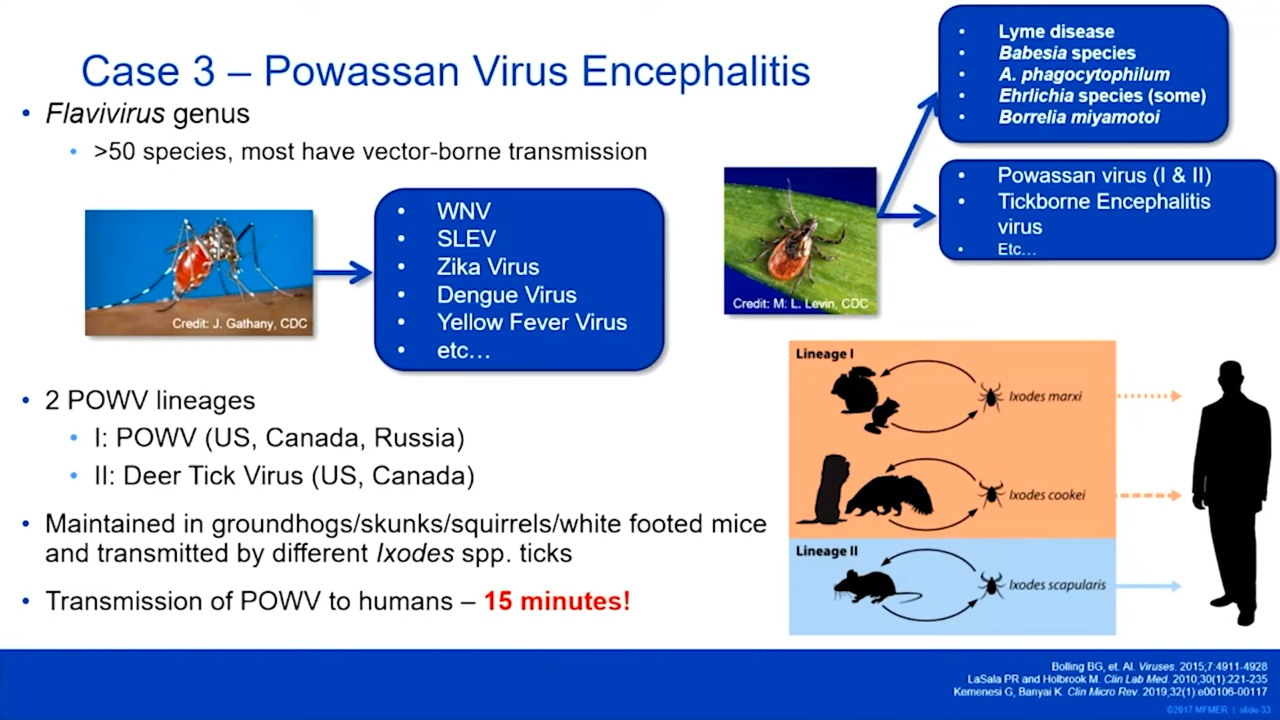 Case 3 – Powassan Virus Encephalitis
• Flavivirus genus
• >50 species, most have vector-borne transmission
Credit: J. Gathany, CDC
• WNV
• SLEV
• Zika Virus
• Dengue Virus
• Yellow Fever Virus
• etc…
• Lyme disease
• Babesia species
• A. phagocytophilum
• Ehrlichia species (some)
• Borrelia miyamotoi
Credit: M. L. Levin, CDC
• Powassan virus (I & II)
• Tickborne Encephalitis
virus
• Etc…
• 2 POWV lineages
• I: POWV (US, Canada, Russia)
• II: Deer Tick Virus (US, Canada)
• Maintained in groundhogs/skunks/squirrels/white footed mice
and transmitted by different Ixodes spp. ticks
• Transmission of POWV to humans – 15 minutes!
Lineage I
Ixodes marxi
Ixodes cookei
Lineage II
Ixodes scapularis
Bolling BG, et. Al. Viruses. 2015;7:4911-4928
LaSala PR and Holbrook M. Clin Lab Med. 2010;30(1):221-235
Kemenesi G, Banyai K. Clin Micro Rev. 2019;32(1):e00106-00117
©2017 MFMER | slide-33